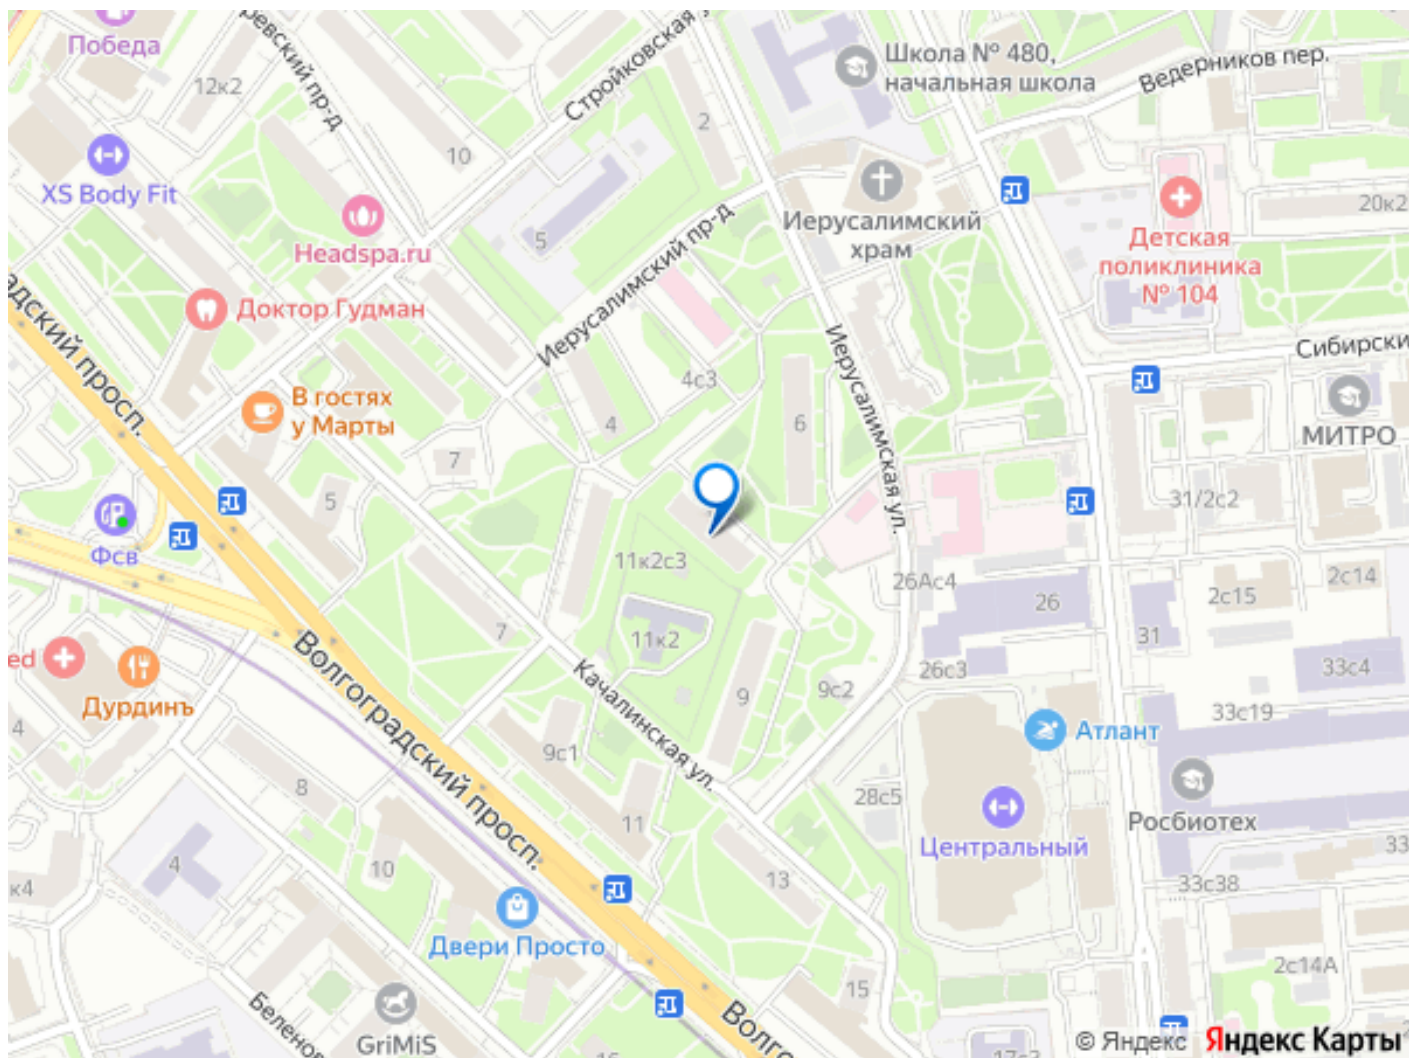 Победа
12к2
XS Body Fit
10
Стройковская
2
Школа № 480,
начальная школа
Ведерников пер.
Иерусалимский
храм
20к2
Детская
поликлиника
№ 104
Headspa.ru
5
Иерусалимский пр-д
Доктор Гудман
просп.
В гостях
у Марты
4с3
4
6
Иерусалимская ул.
Сибирски
МИТРО
7
5
31/2с2
Фсв
11к2с3
26Ас4
26
2с15
2с14
7
11к2
31
26с3
33с4
Дурдинъ
Волгоградский просп.
Качалинская ул.
9
9с2
33с19
4
9с1
Атлант
8
28с5
11
Росбиотех
Центральный
33
4
10
13
33с38
к4
Двери Просто
2с14А
15
Беленов
GriMiS
Волго
16
© Яндекс
Яндекс Карты